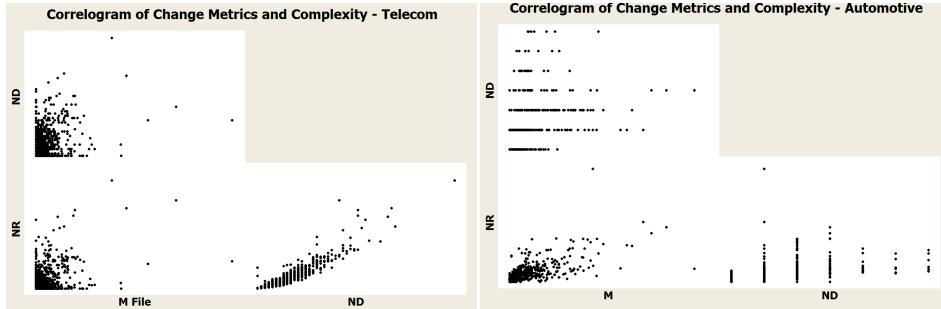 Correlogram of Change Metrics and Complexity - Telecom
ND
NR
M File
ND
Correlogram of Change Metrics and Complexity - Automotive
ND
NR
M
ND